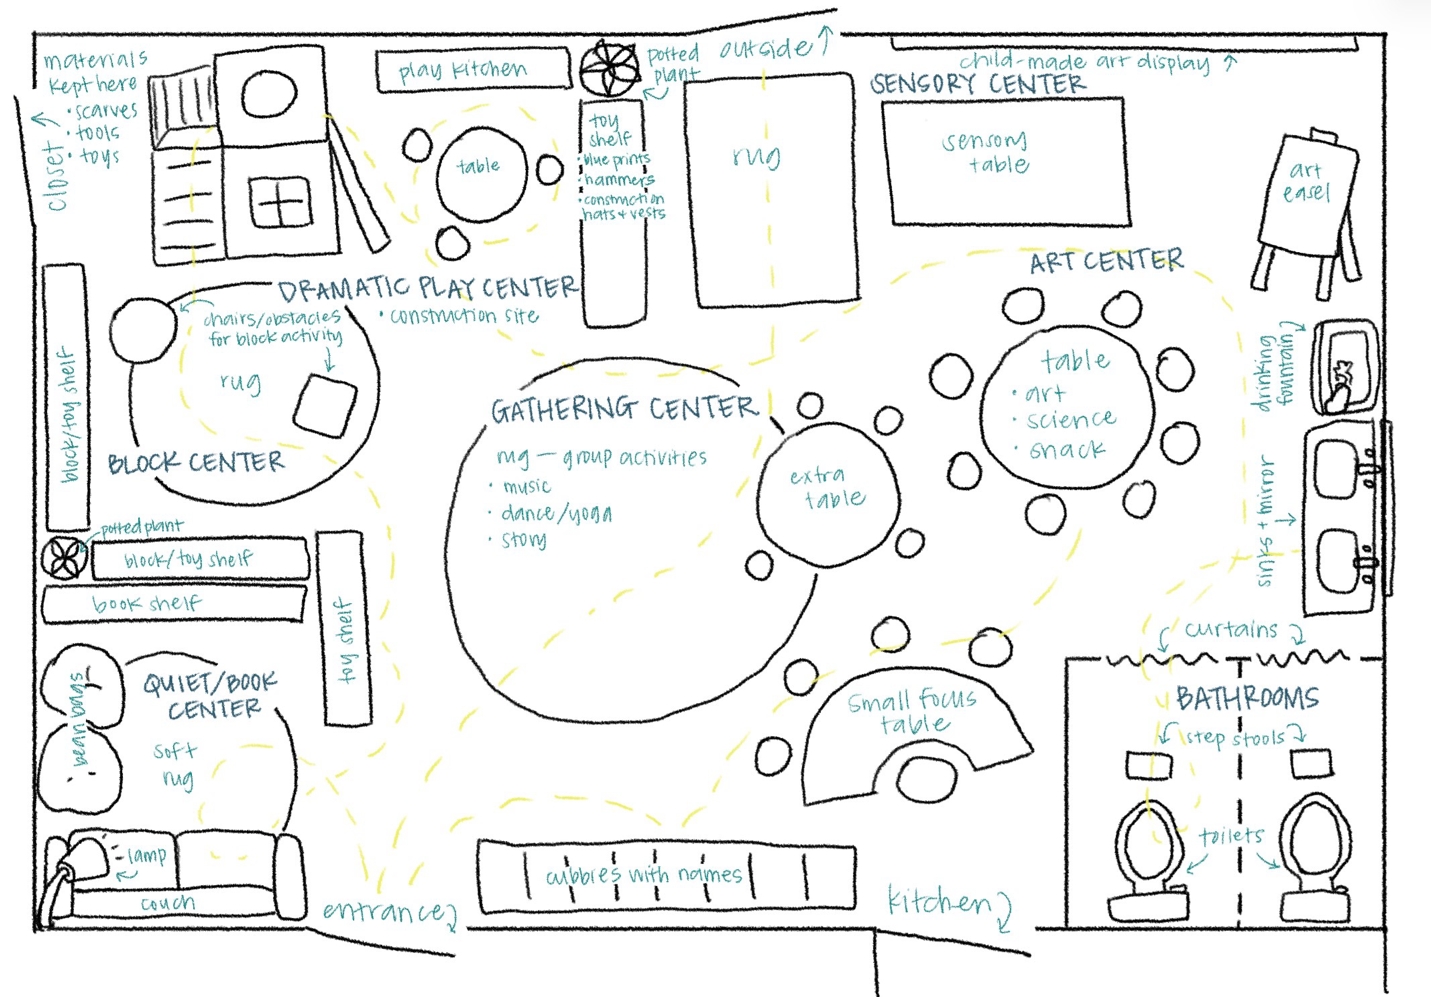 materials
kept here
• scarves
• tools
• toys
closet
play kitchen
potted
plant
outside
child-made art display
SENSORY CENTER
toy
shelf
• blue prints
• hammers
• construction
hats + vests
table
rug
sensory
table
art
easel
DRAMATIC PLAY CENTER
• construction site
ART CENTER
chairs/obstacles
for block activity
rug
block/toy shelf
BLOCK CENTER
GATHERING CENTER
rug — group activities
• music
• dance/yoga
• story
extra
table
table
• art
• science
• snack
drinking
fountain
sinks + mirror
potted plant
block/toy shelf
book shelf
toy shelf
curtains
QUIET/BOOK
CENTER
bean bags
soft
rug
small focus
table
BATHROOMS
step stools
toilets
lamp
couch
entrance
cubbies with names
kitchen